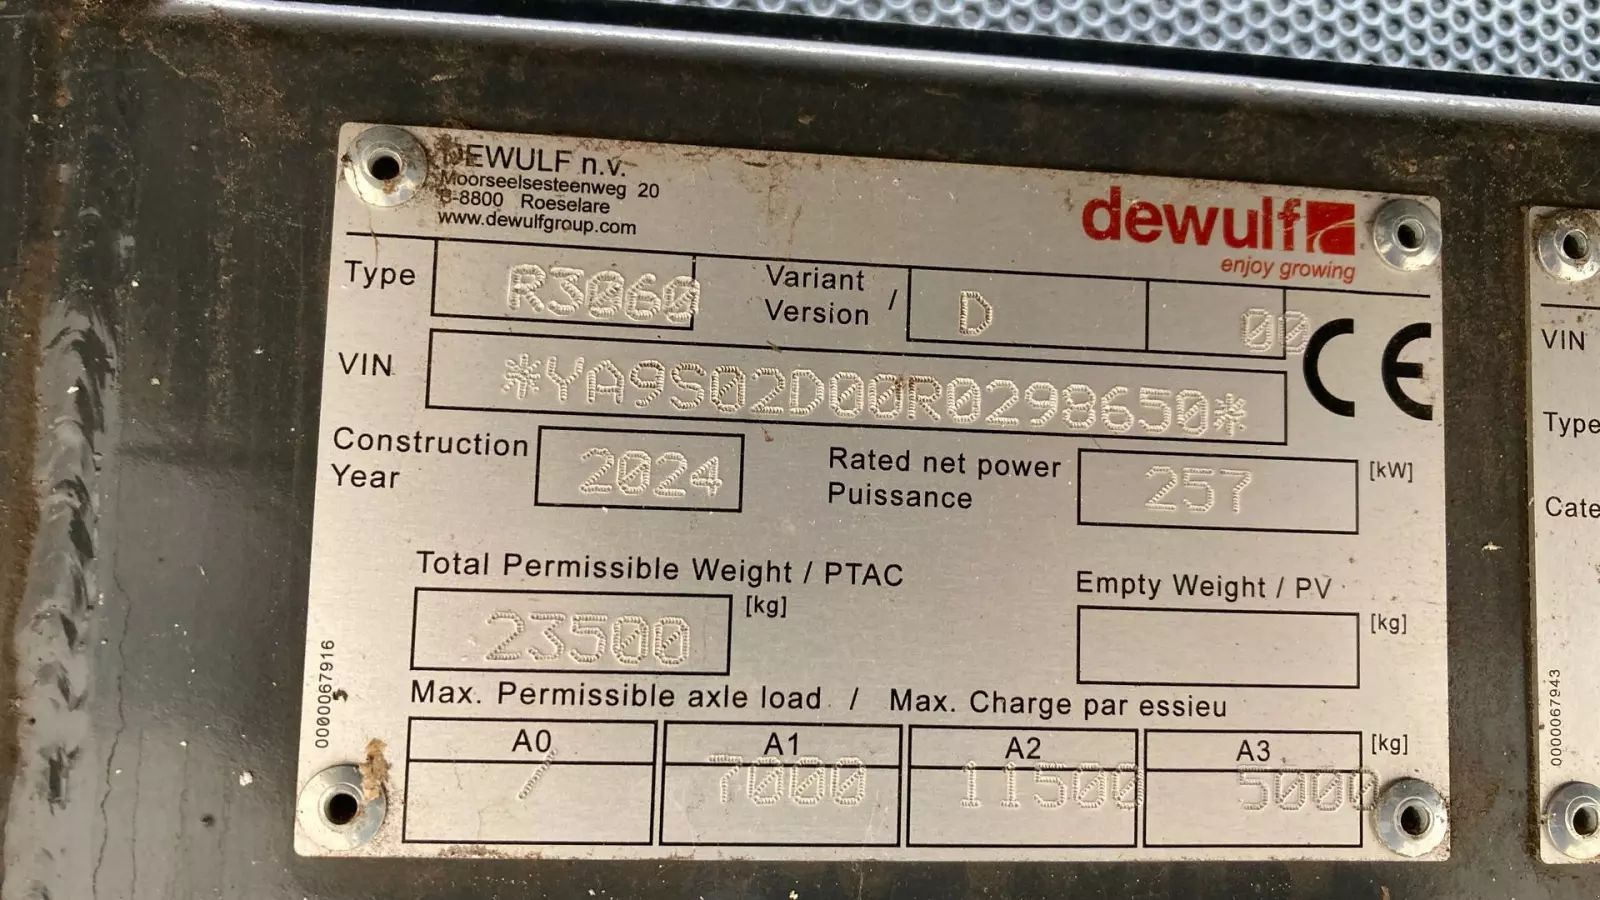 DEWULF n.v.
Moorseelsesteenweg 20
B-8800 Roeselare
www.dewulfgroup.com
dewulf
enjoy growing
Type R3060 Variant / Version D 00
CE
VIN *YA9S02D00R0298650*
Construction Year 2024 Rated net power Puissance 257 [kW]
Total Permissible Weight / PTAC
23500 [kg]
Empty Weight / PV
[kg]
Max. Permissible axle load / Max. Charge par essieu
A0 A1 A2 A3 [kg]
/ 7000 11500 5000
0000067916
VIN
Type
Cate
0000067943